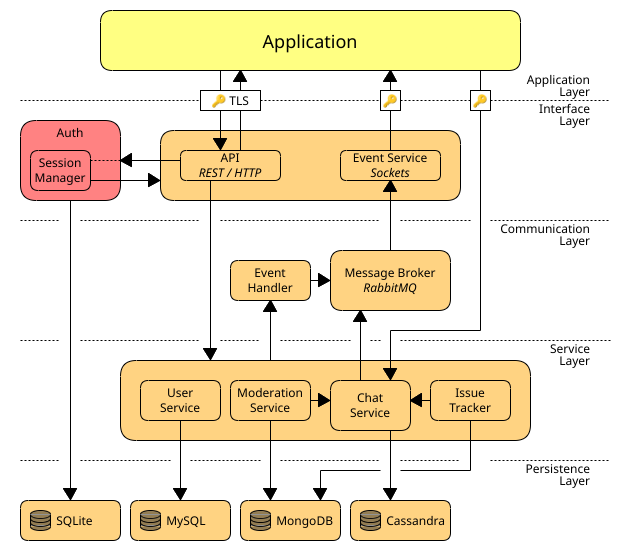 Application
Application
Layer
🔑 TLS
🔑
🔑
Interface
Layer
Auth
Session
Manager
API
REST / HTTP
Event Service
Sockets
Communication
Layer
Event
Handler
Message Broker
RabbitMQ
Service
Layer
User
Service
Moderation
Service
Chat
Service
Issue
Tracker
Persistence
Layer
SQLite
MySQL
MongoDB
Cassandra